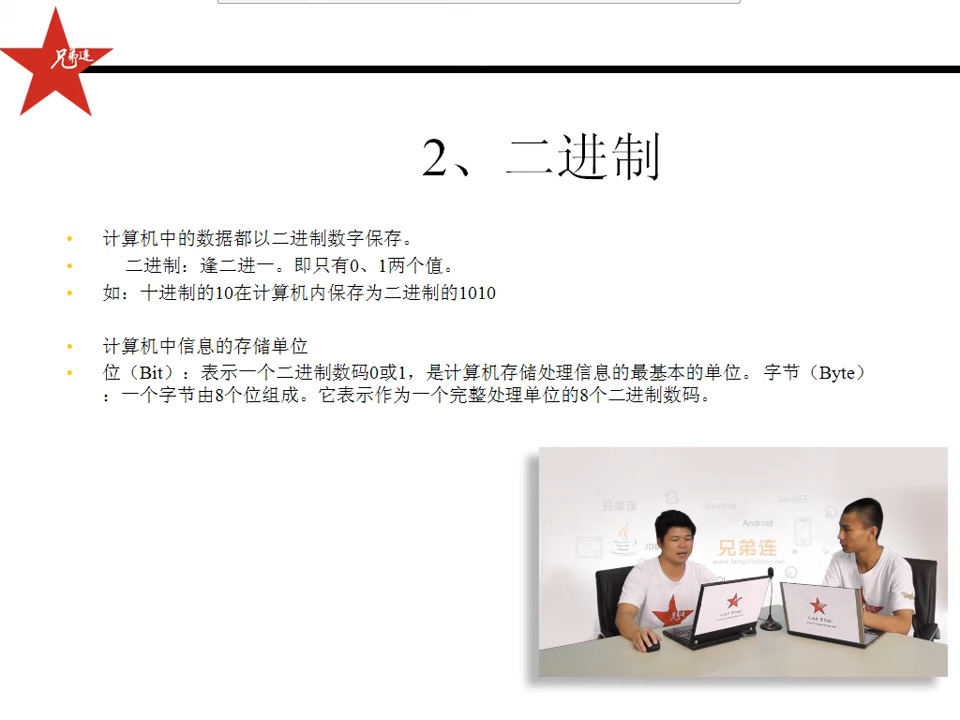 兄弟连
2、二进制
计算机中的数据都以二进制数字保存。
二进制：逢二进一。即只有0、1两个值。
如：十进制的10在计算机内保存为二进制的1010
计算机中信息的存储单位
位（Bit）：表示一个二进制数码0或1，是计算机存储处理信息的最基本的单位。 字节（Byte）
：一个字节由8个位组成。它表示作为一个完整处理单位的8个二进制数码。
兄弟连
JavaEE
Android
兄弟连
www.lampbrother.net